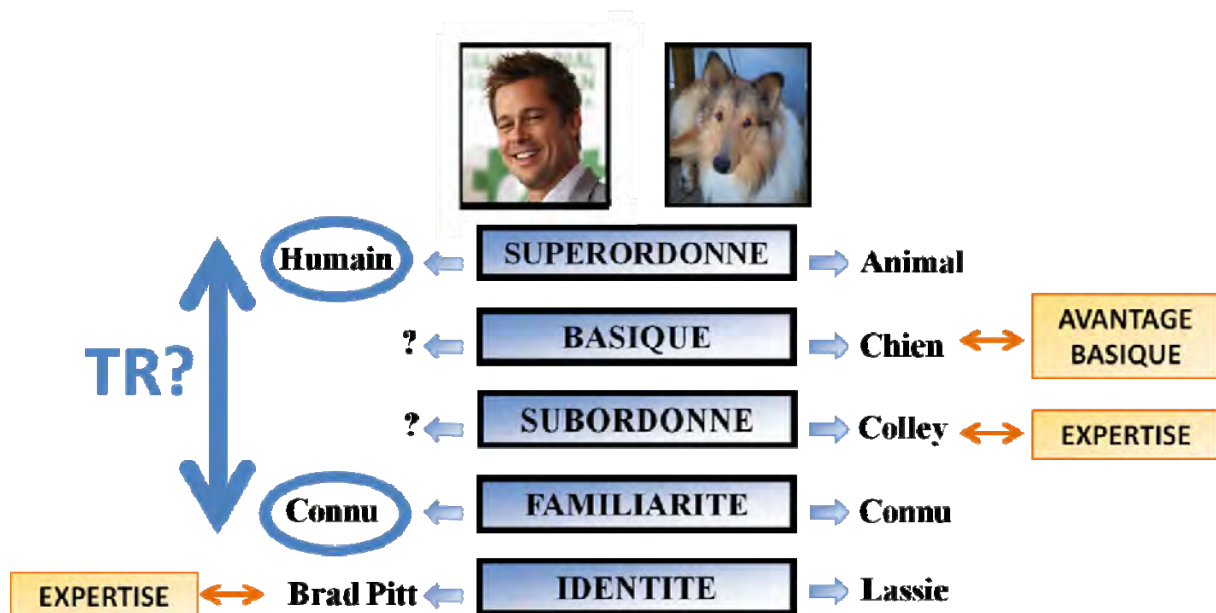 Humain
SUPERORDONNE
Animal
TR?
?
BASIQUE
Chien
AVANTAGE
BASIQUE
?
SUBORDONNE
Colley
EXPERTISE
Connu
FAMILIARITE
Connu
EXPERTISE
Brad Pitt
IDENTITE
Lassie